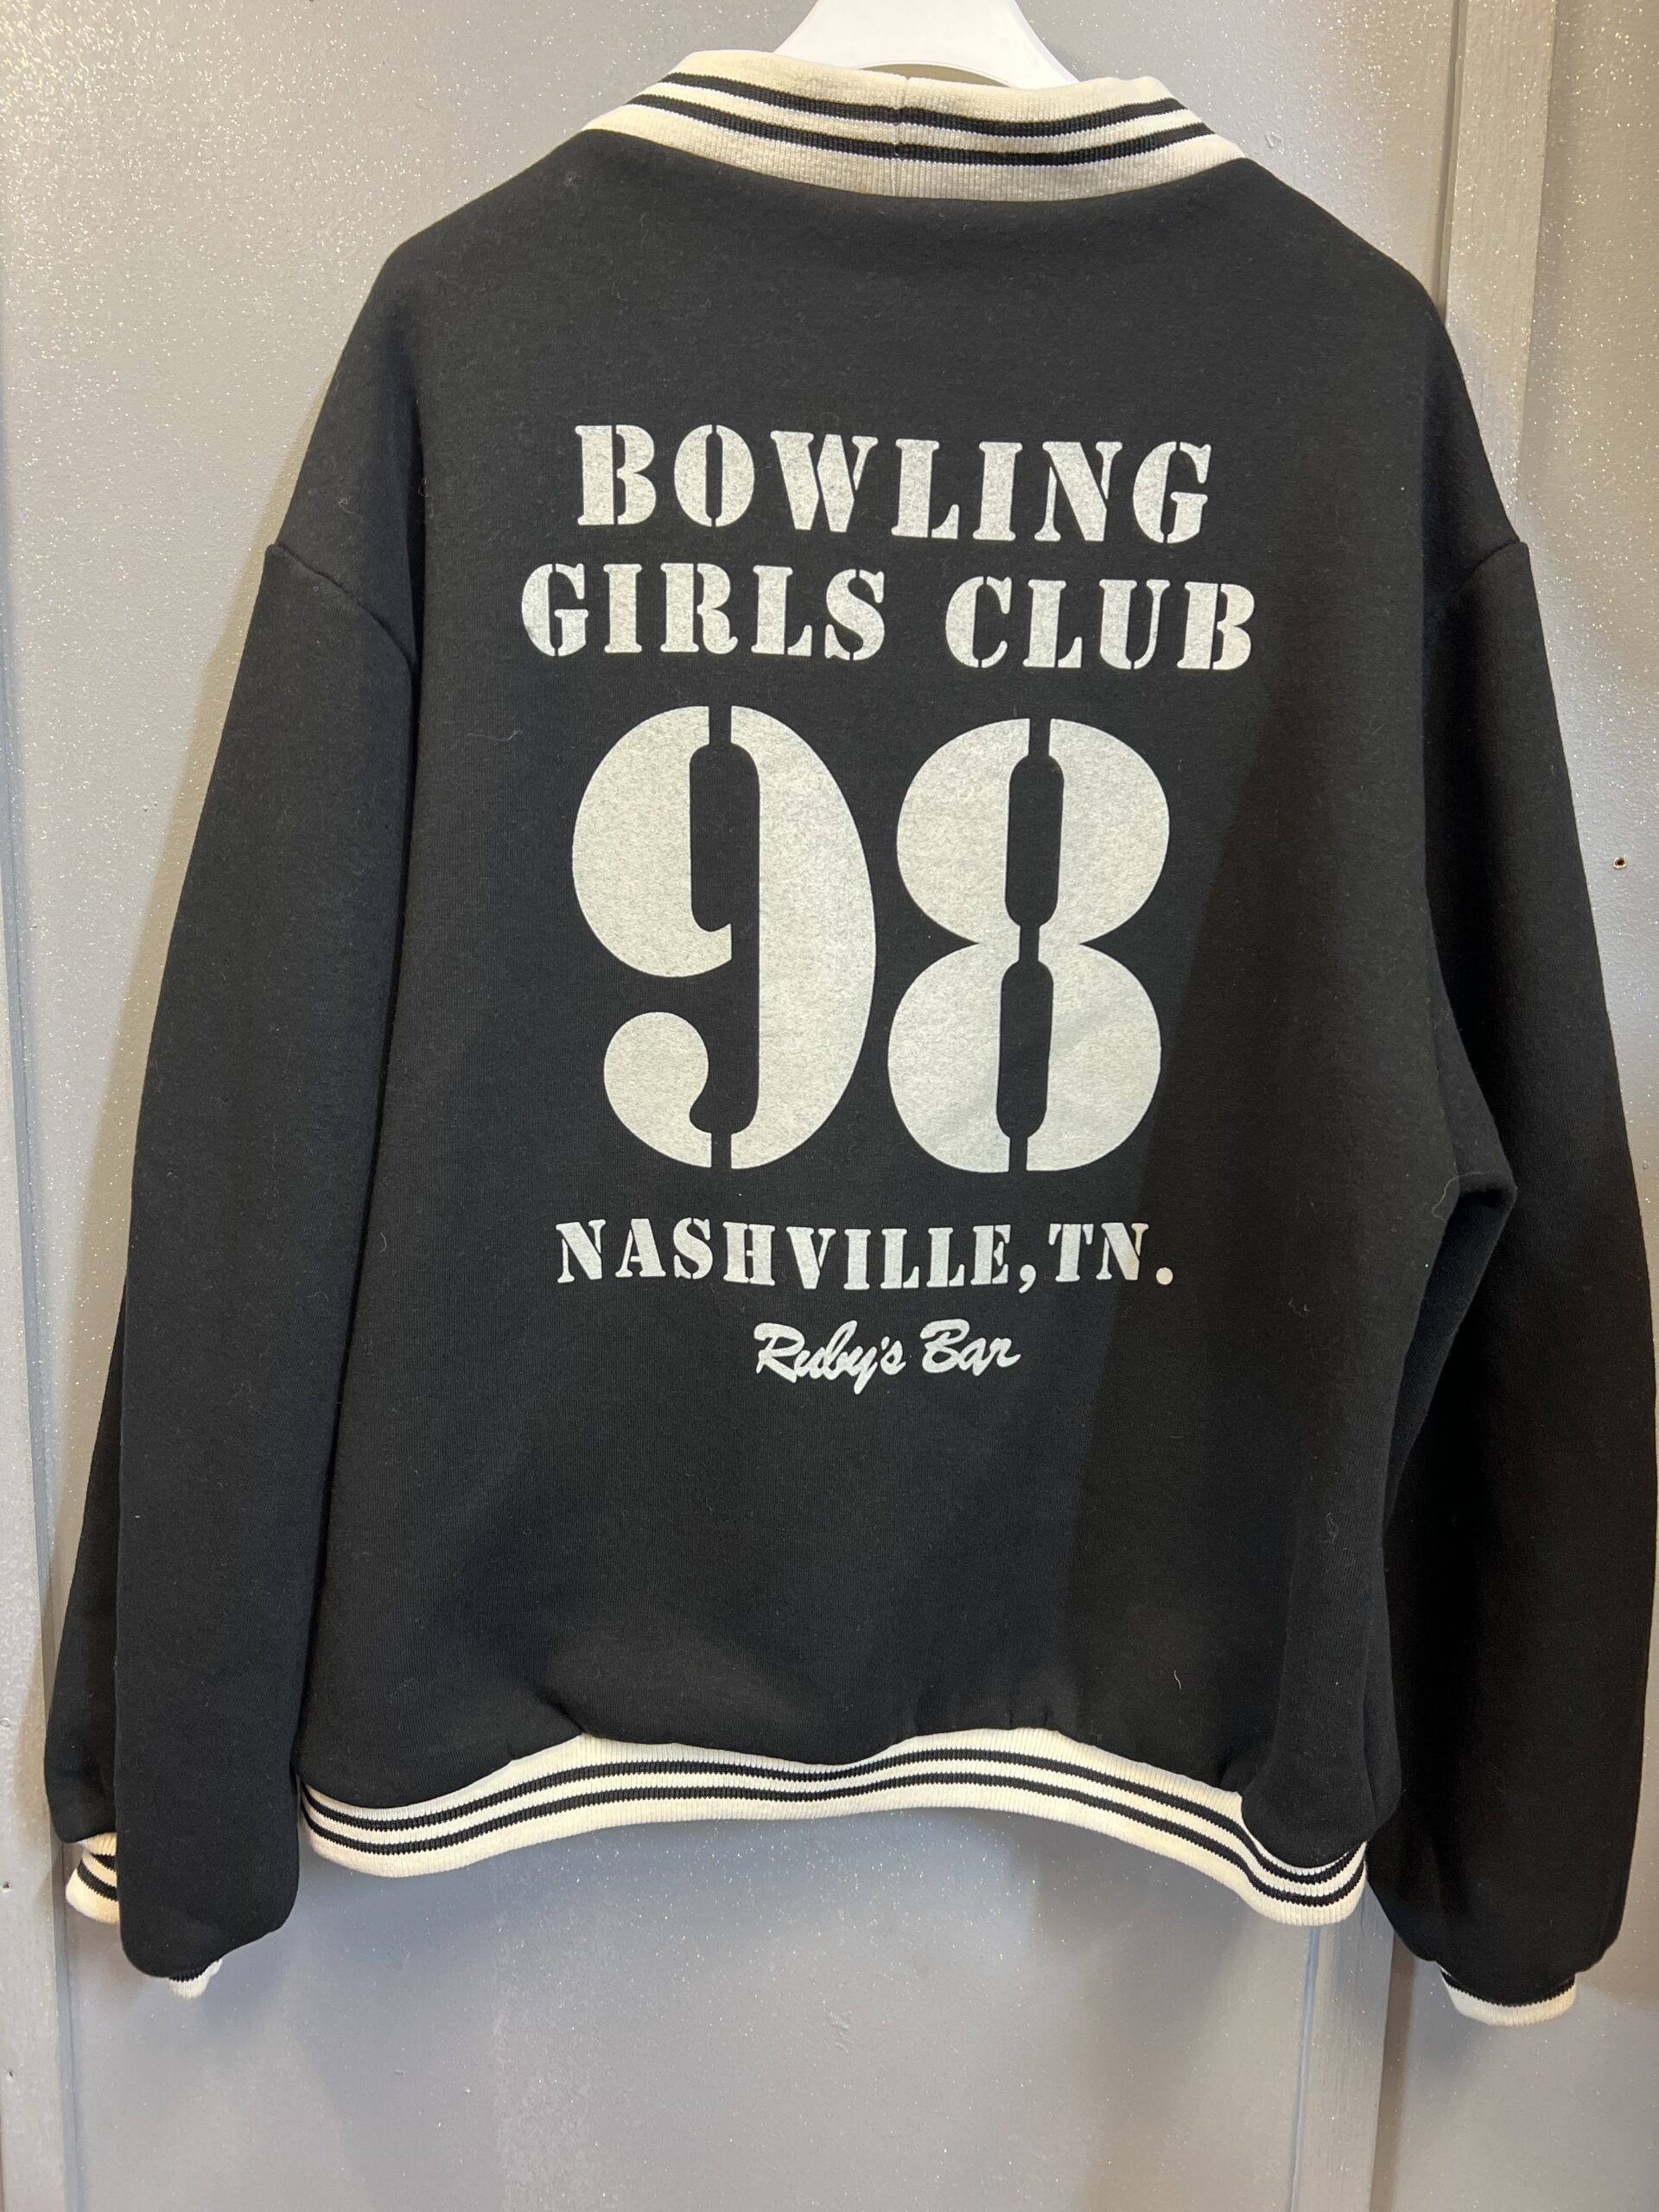 BOWLING
GIRLS CLUB
98
NASHVILLE, TN.
Ruby's Bar